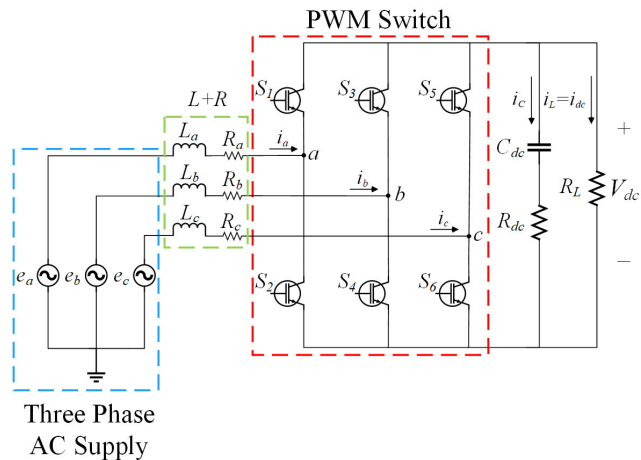 PWM Switch
L+R
S1 S3 S5
iC iL=idc
La Ra ia a
Cdc
+
Lb Rb ib b
RL Vdc
Lc Rc ic c
Rdc
ea eb ec
S2 S4 S6
−
Three Phase
AC Supply